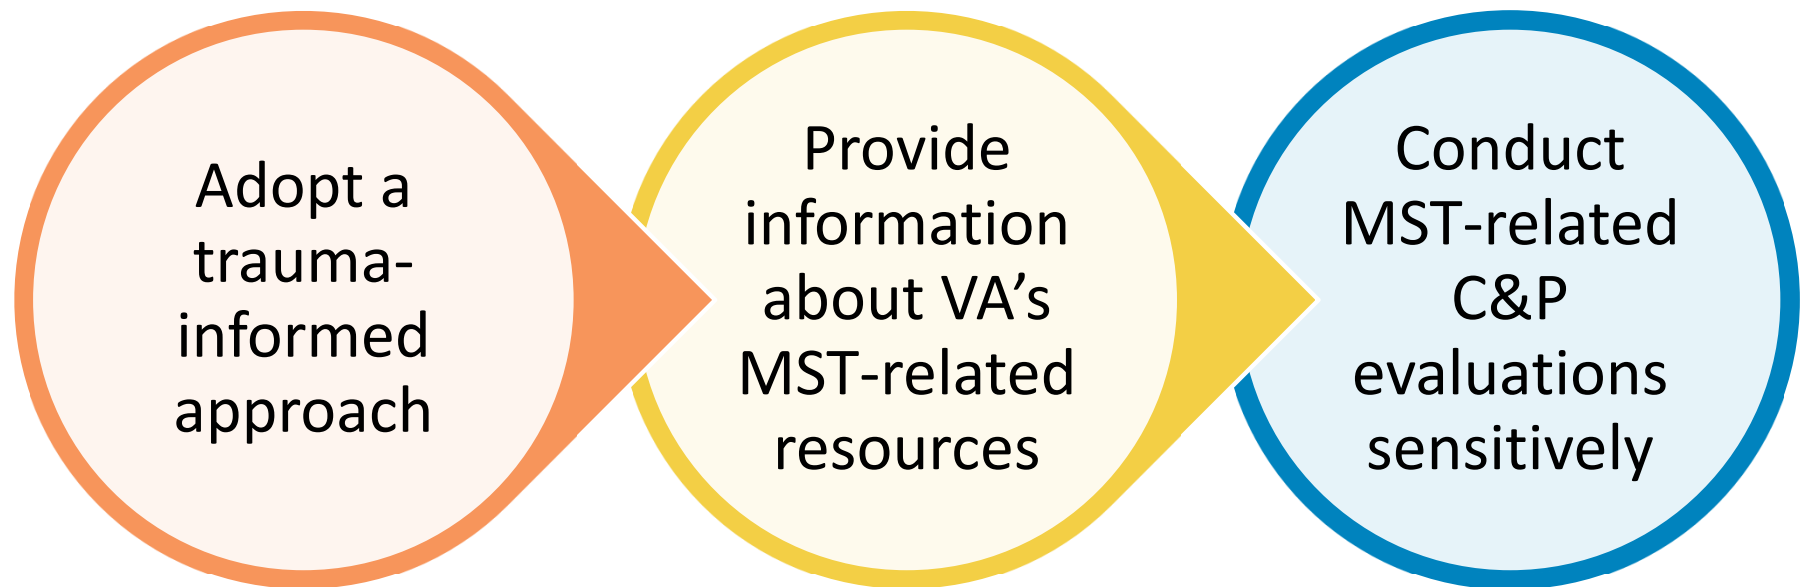 Adopt a
trauma-
informed
approach
Provide
information
about VA’s
MST-related
resources
Conduct
MST-related
C&P
evaluations
sensitively